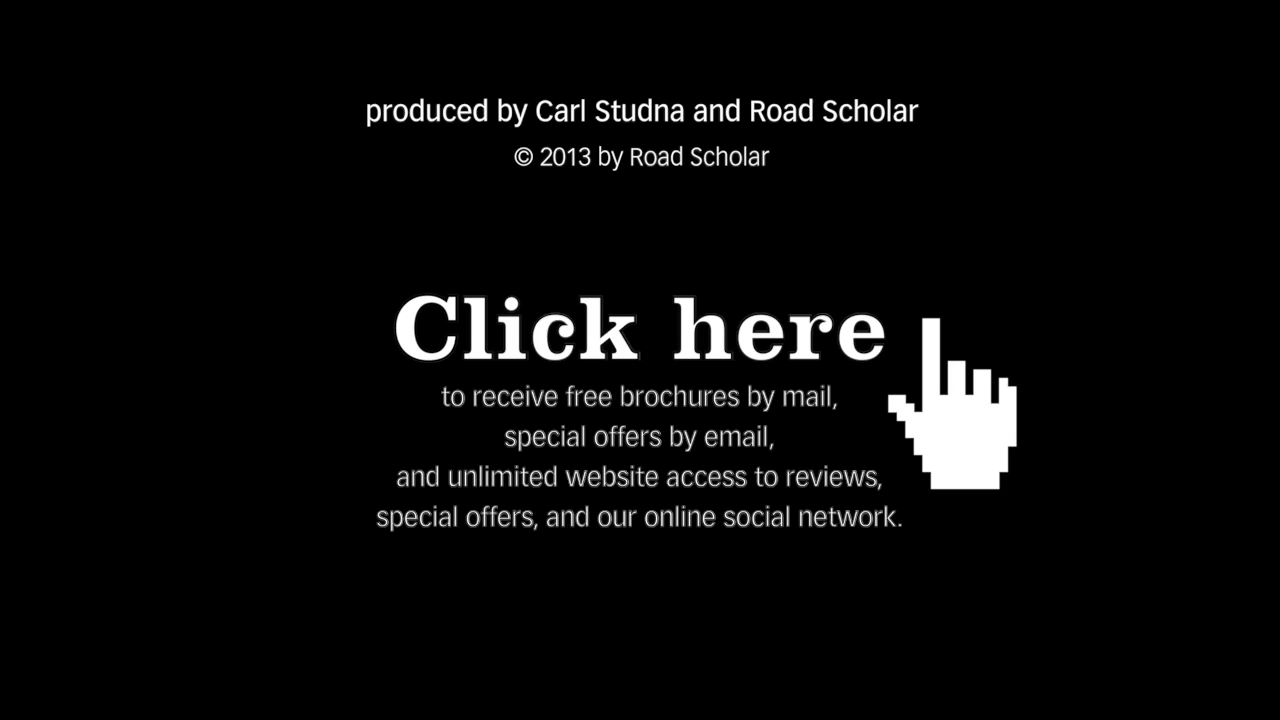 produced by Carl Studna and Road Scholar
© 2013 by Road Scholar
Click here
to receive free brochures by mail,
special offers by email,
and unlimited website access to reviews,
special offers, and our online social network.